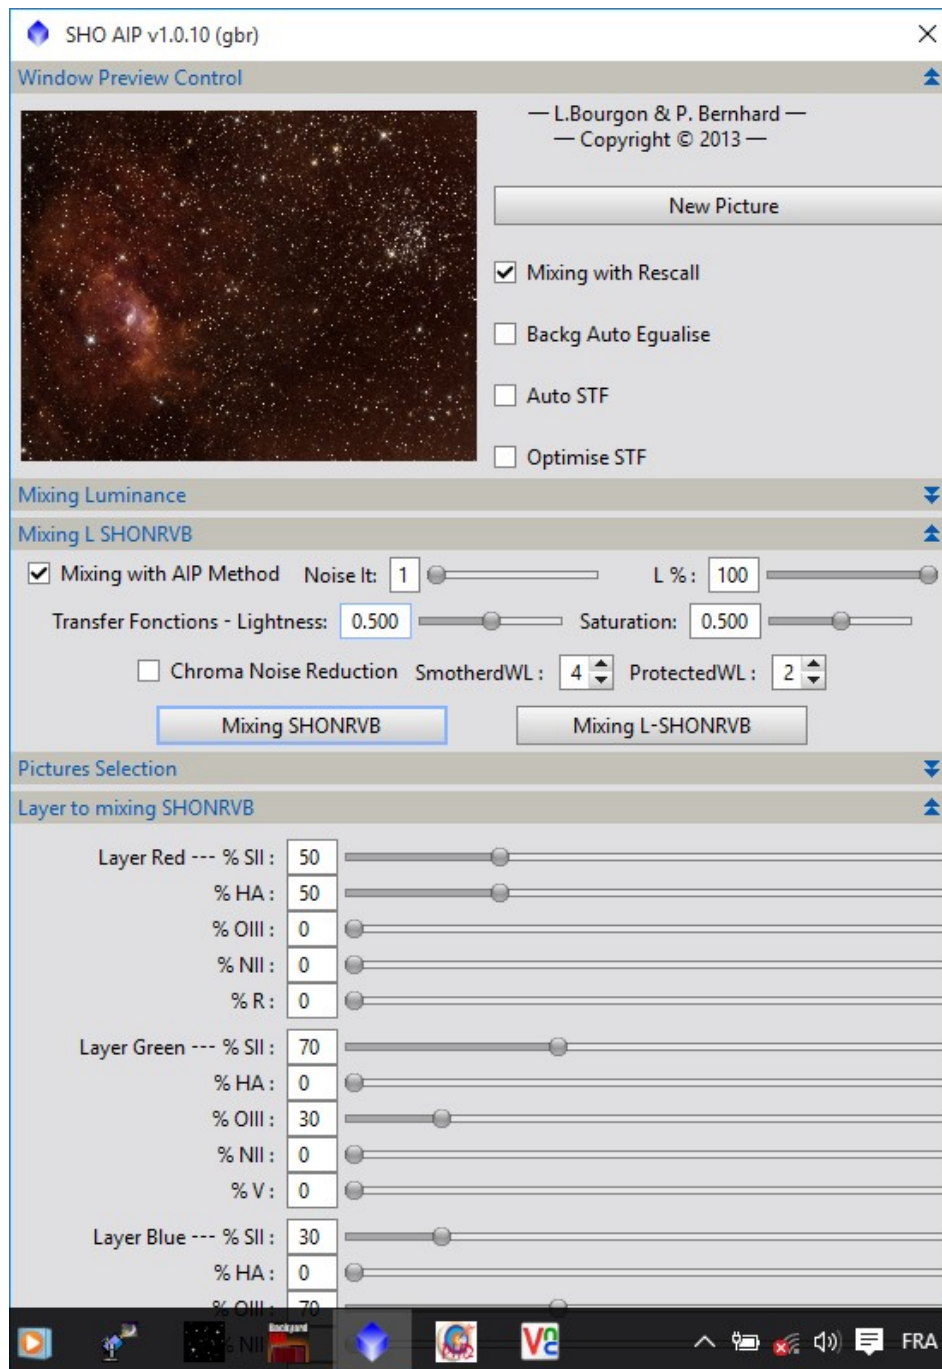 SHO AIP v1.0.10 (gbr)
Window Preview Control
— L.Bourgon & P. Bernhard —
— Copyright © 2013 —
New Picture
Mixing with Rescall
Backg Auto Egualise
Auto STF
Optimise STF
Mixing Luminance
Mixing L SHONRVB
Mixing with AIP Method Noise It: 1 L % : 100
Transfer Fonctions - Lightness: 0.500 Saturation: 0.500
Chroma Noise Reduction SmotherdWL : 4 ProtectedWL : 2
Mixing SHONRVB Mixing L-SHONRVB
Pictures Selection
Layer to mixing SHONRVB
Layer Red --- % SII : 50
% HA : 50
% OIII : 0
% NII : 0
% R : 0
Layer Green --- % SII : 70
% HA : 0
% OIII : 30
% NII : 0
% V : 0
Layer Blue --- % SII : 30
% HA : 0
% OIII : 70
% NII
Backyard
FRA